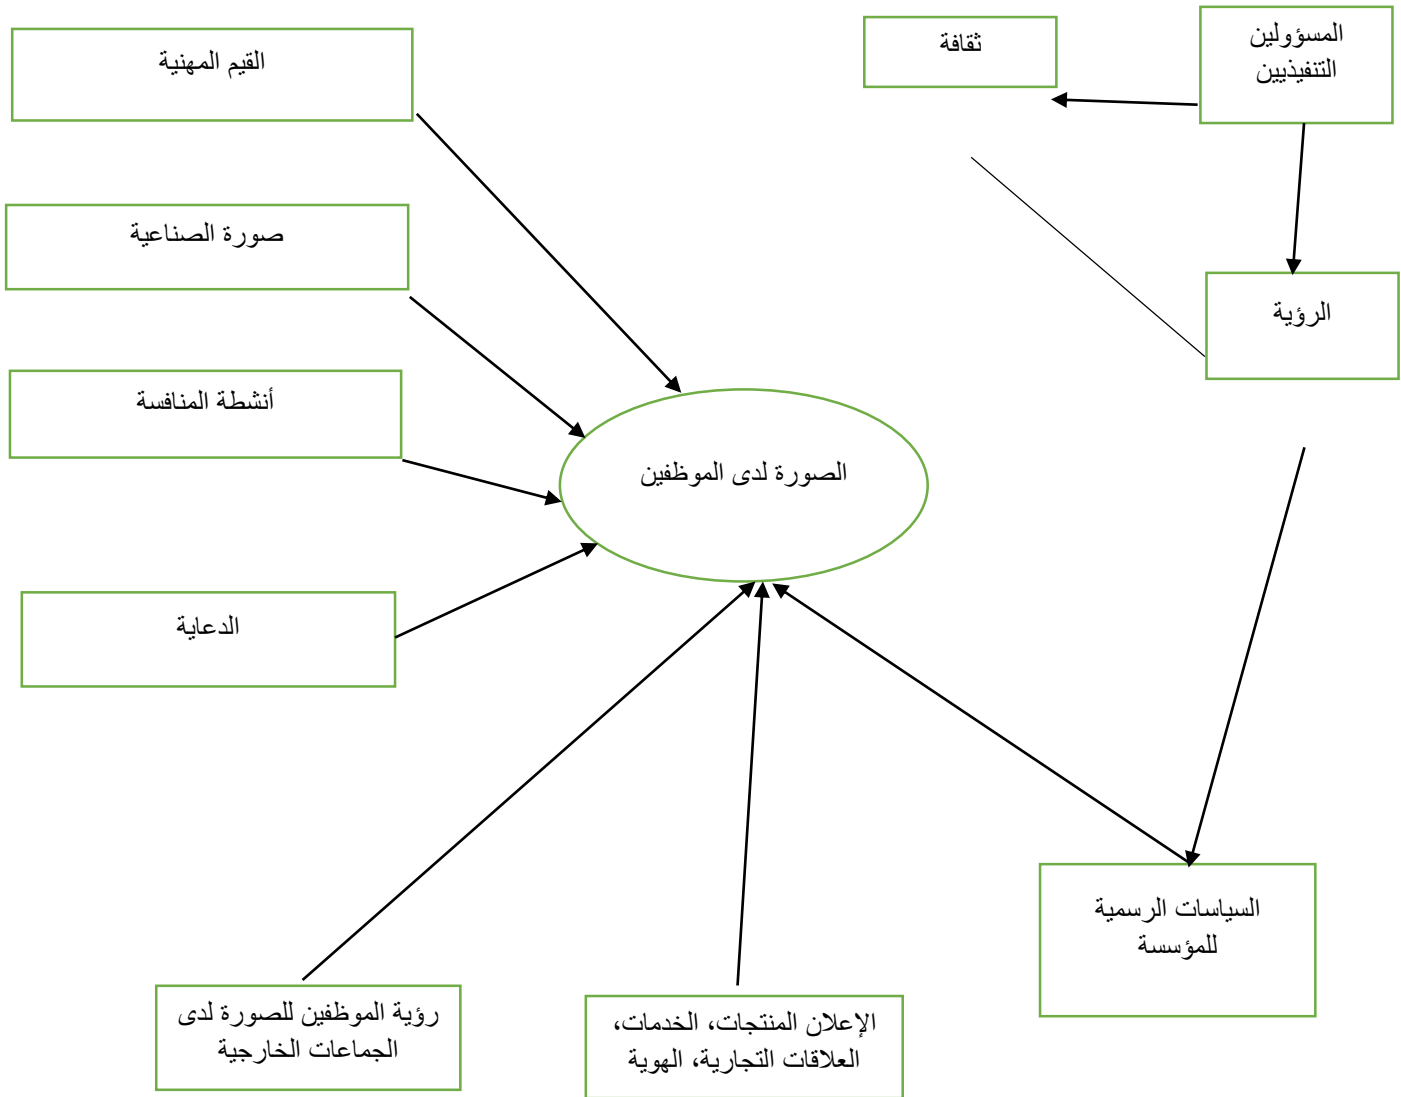 المسؤولين
التنفيذيين
ثقافة
القيم المهنية
صورة الصناعية
الرؤية
أنشطة المنافسة
الصورة لدى الموظفين
الدعاية
السياسات الرسمية
للمؤسسة
الإعلان المنتجات، الخدمات،
العلاقات التجارية، الهوية
رؤية الموظفين للصورة لدى
الجماعات الخارجية